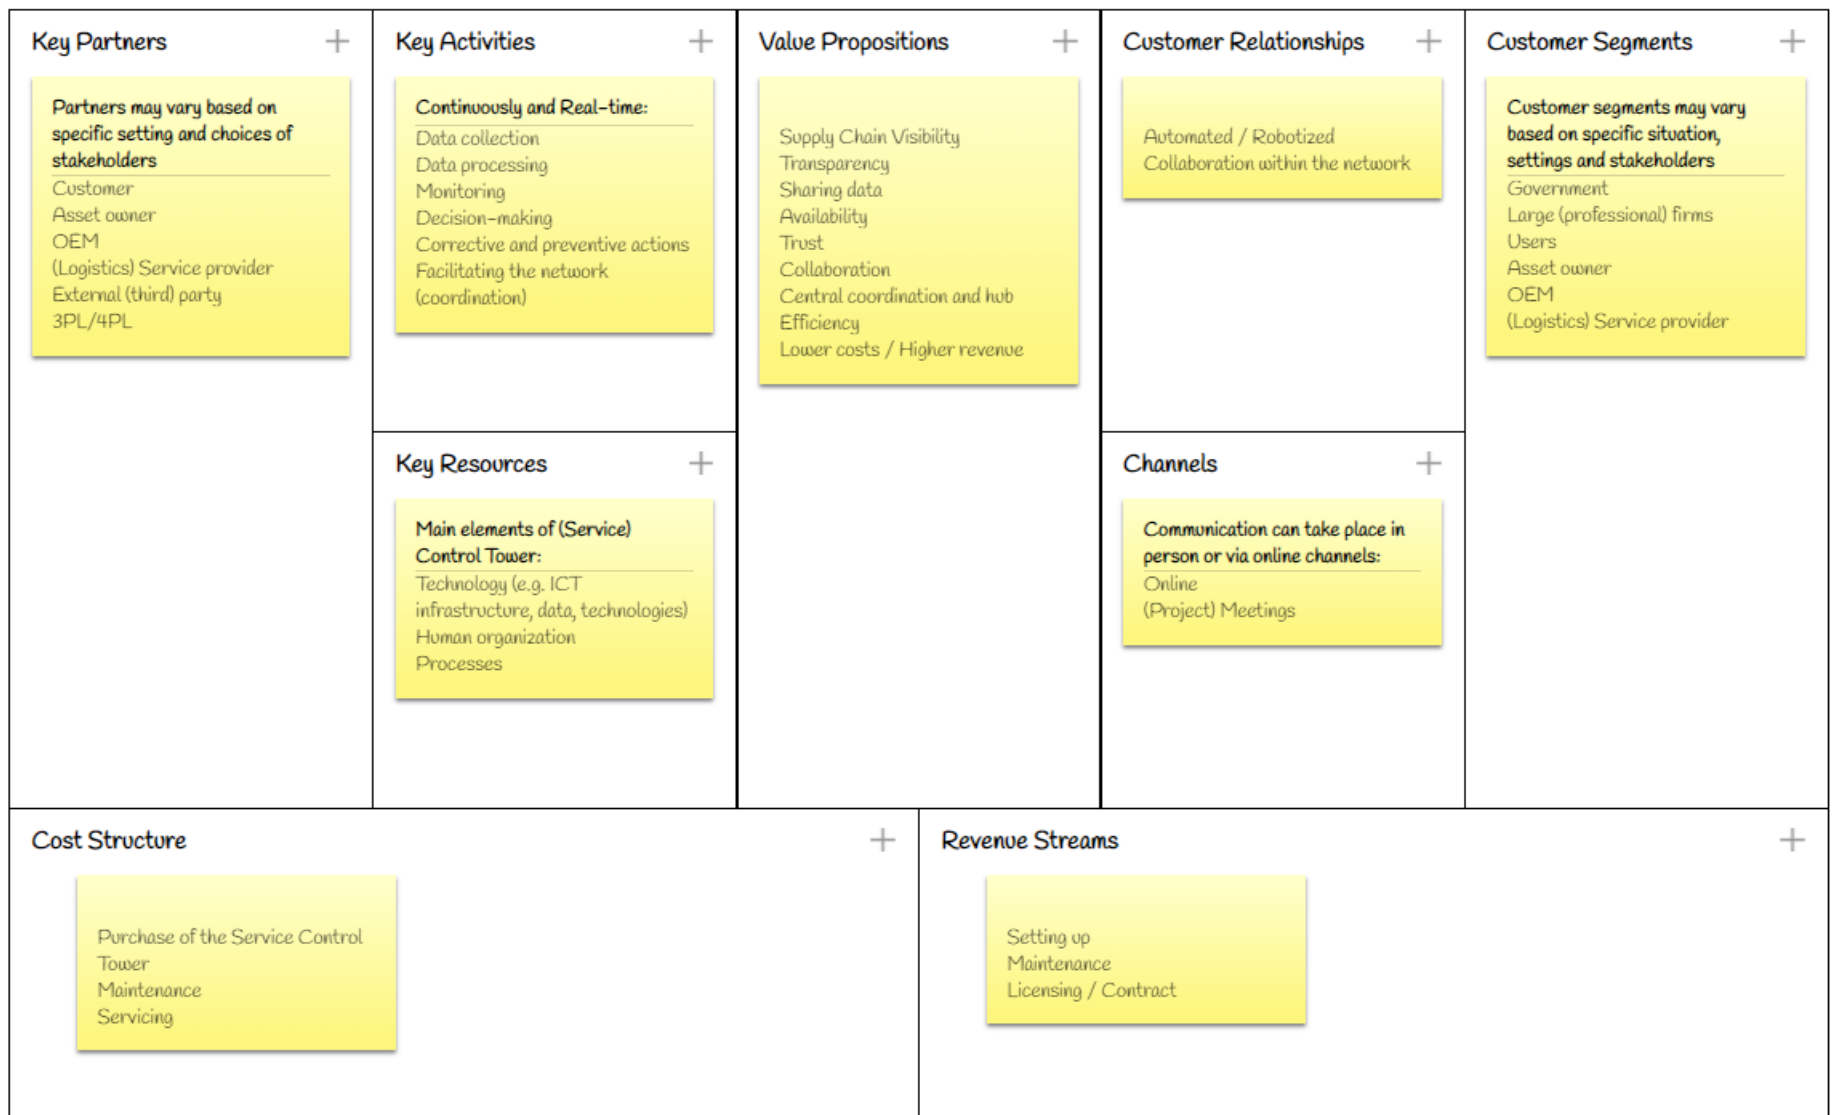 Key Partners
Partners may vary based on
specific setting and choices of
stakeholders
Customer
Asset owner
OEM
(Logistics) Service provider
External (third) party
3PL/4PL
Key Activities
Continuously and Real-time:
Data collection
Data processing
Monitoring
Decision-making
Corrective and preventive actions
Facilitating the network
(coordination)
Key Resources
Main elements of (Service)
Control Tower:
Technology (e.g. ICT
infrastructure, data, technologies)
Human organization
Processes
Value Propositions
Supply Chain Visibility
Transparency
Sharing data
Availability
Trust
Collaboration
Central coordination and hub
Efficiency
Lower costs / Higher revenue
Customer Relationships
Automated / Robotized
Collaboration within the network
Channels
Communication can take place in
person or via online channels:
Online
(Project) Meetings
Customer Segments
Customer segments may vary
based on specific situation,
settings and stakeholders
Government
Large (professional) firms
Users
Asset owner
OEM
(Logistics) Service provider
Cost Structure
Purchase of the Service Control
Tower
Maintenance
Servicing
Revenue Streams
Setting up
Maintenance
Licensing / Contract